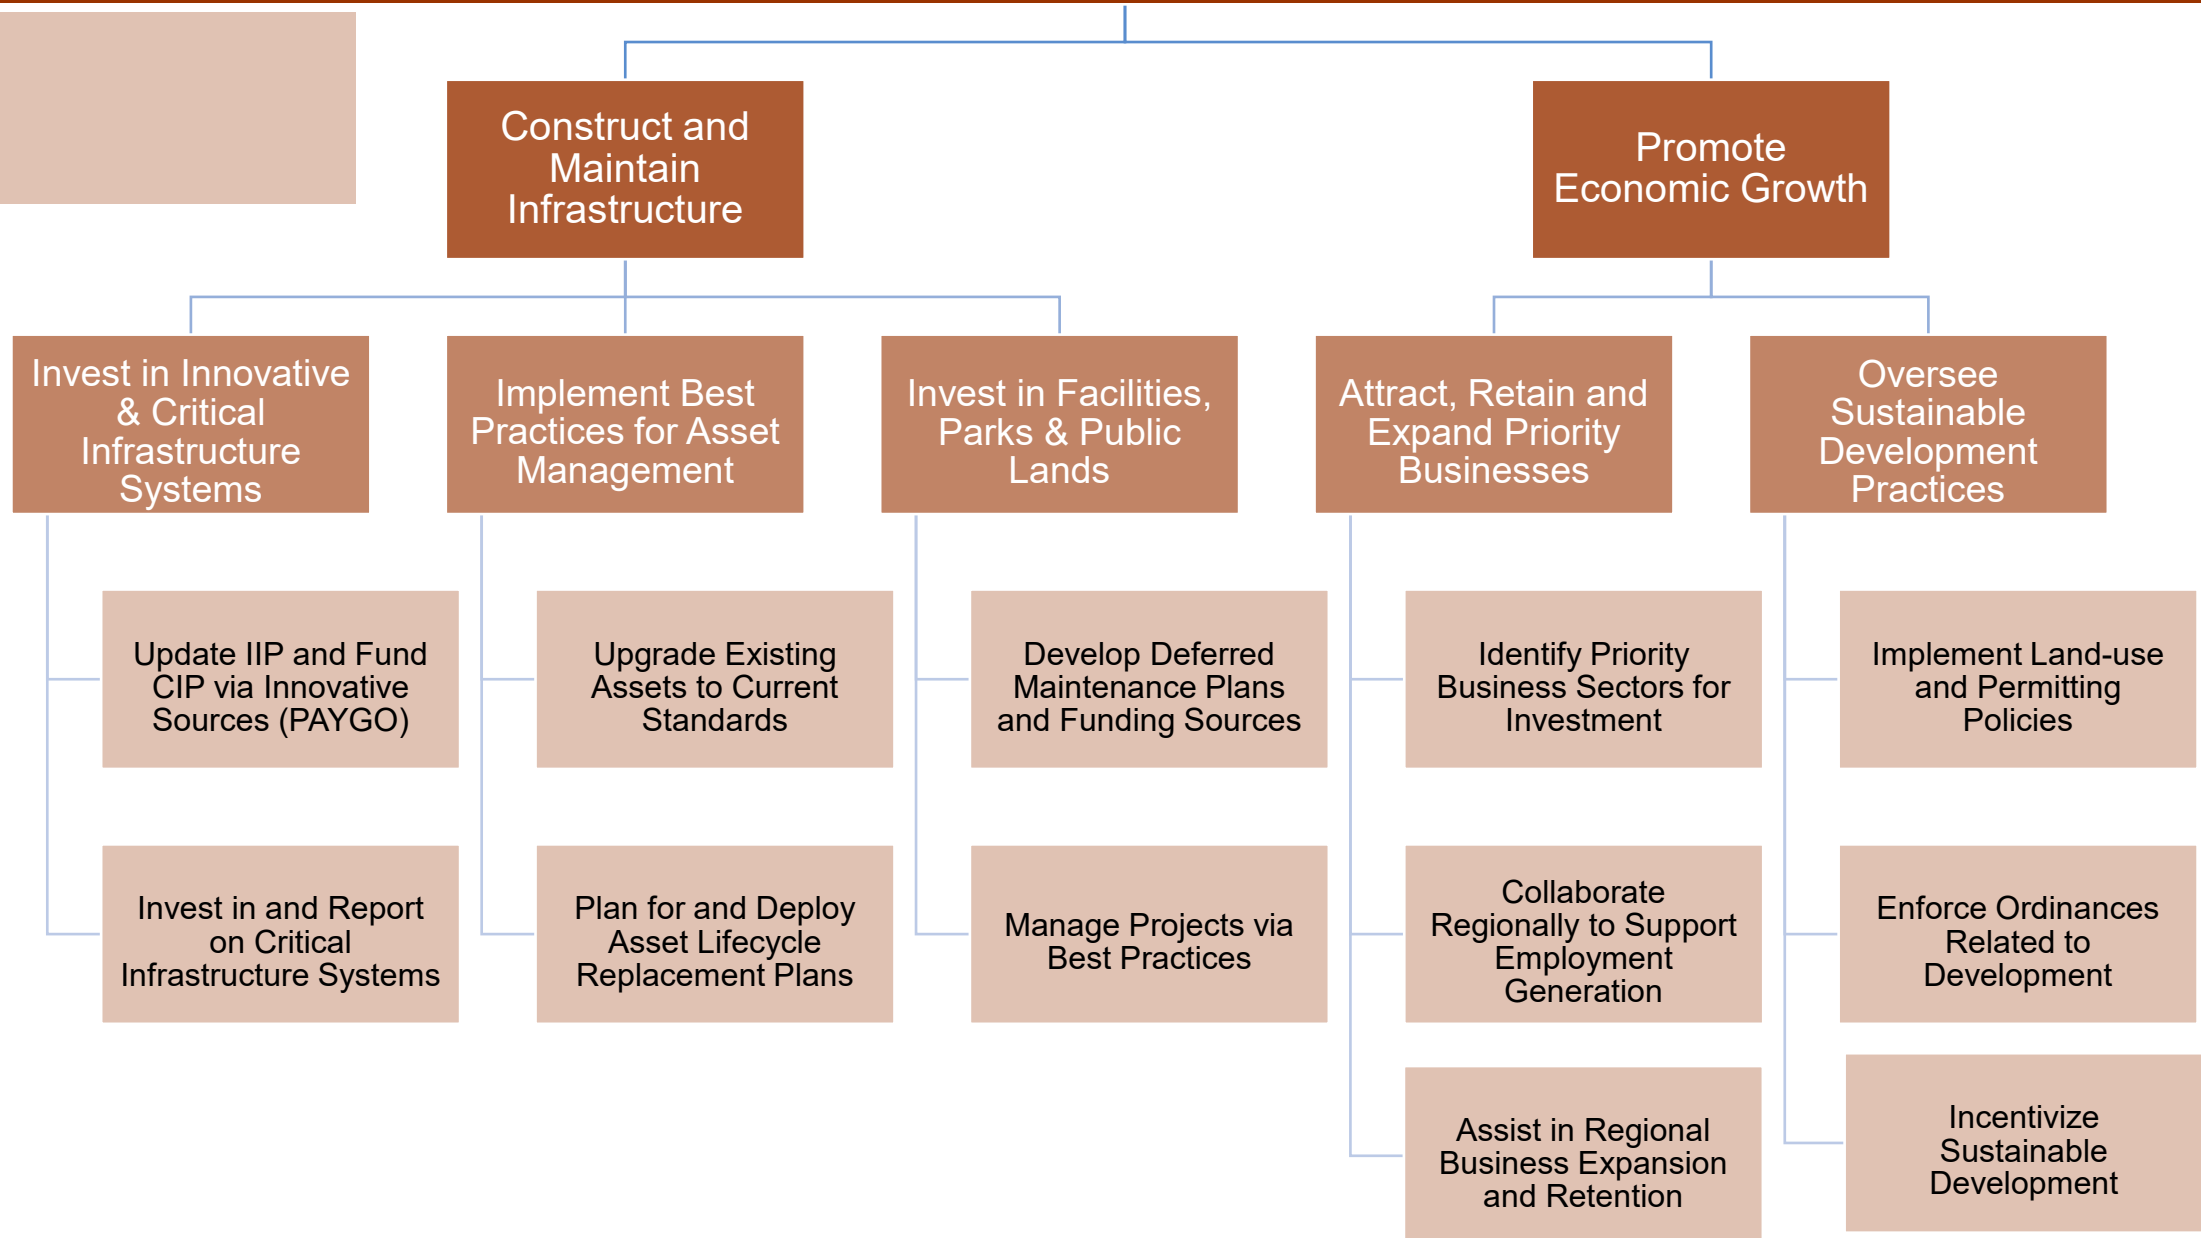 Construct and
Maintain
Infrastructure
Promote
Economic Growth
Invest in Innovative
& Critical
Infrastructure
Systems
Implement Best
Practices for Asset
Management
Invest in Facilities,
Parks & Public
Lands
Attract, Retain and
Expand Priority
Businesses
Oversee
Sustainable
Development
Practices
Update IIP and Fund
CIP via Innovative
Sources (PAYGO)
Upgrade Existing
Assets to Current
Standards
Develop Deferred
Maintenance Plans
and Funding Sources
Identify Priority
Business Sectors for
Investment
Implement Land-use
and Permitting
Policies
Invest in and Report
on Critical
Infrastructure Systems
Plan for and Deploy
Asset Lifecycle
Replacement Plans
Manage Projects via
Best Practices
Collaborate
Regionally to Support
Employment
Generation
Enforce Ordinances
Related to
Development
Assist in Regional
Business Expansion
and Retention
Incentivize
Sustainable
Development